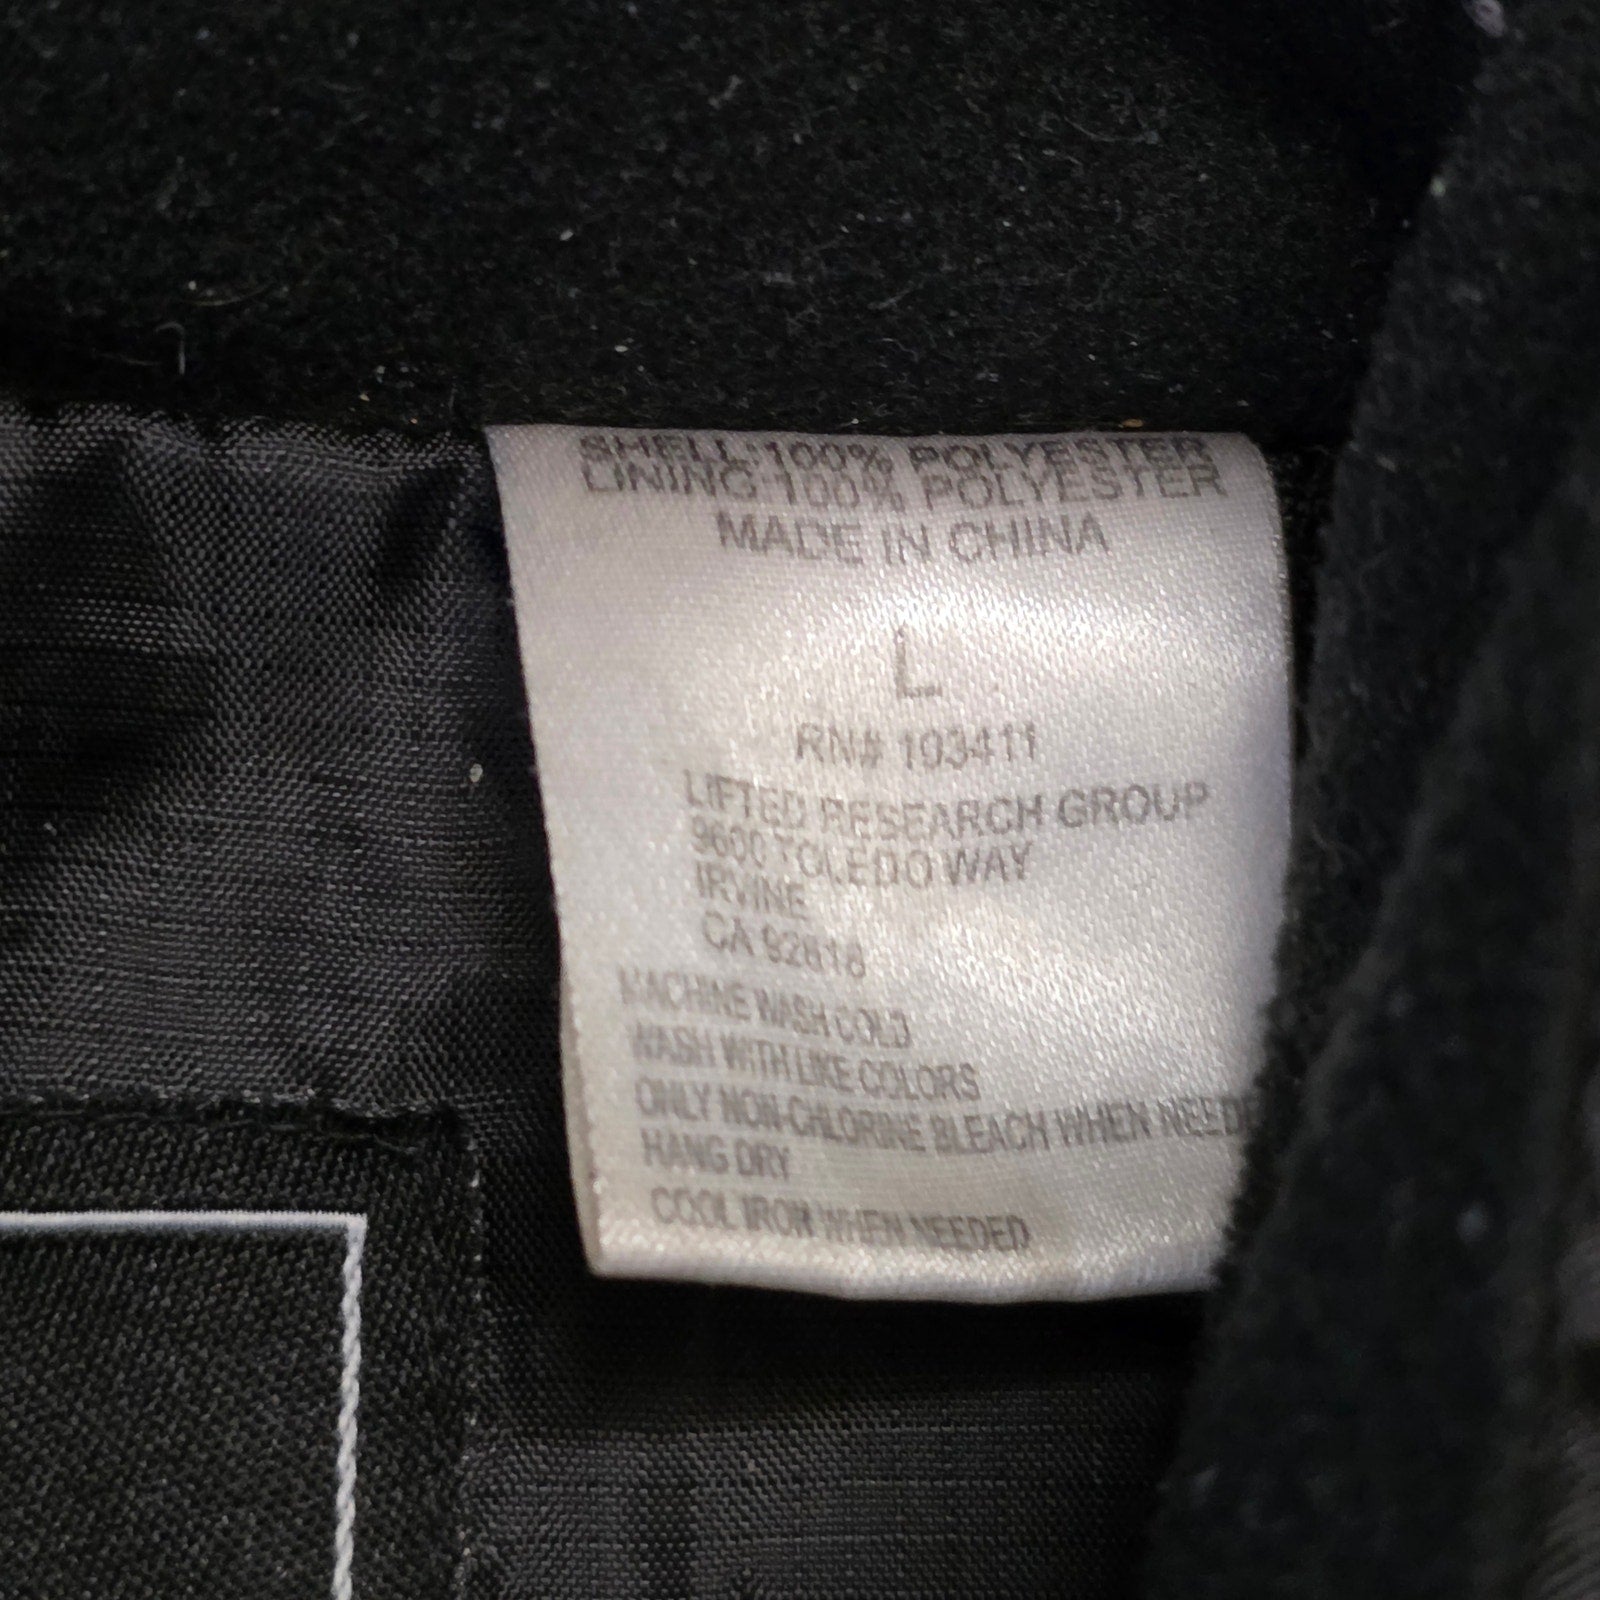 SHELL:100% POLYESTER
LINING:100% POLYESTER
MADE IN CHINA
L
RN# 103411
LIFTED RESEARCH GROUP
9600 TOLEDO WAY
IRVINE
CA 92618
MACHINE WASH COLD
WASH WITH LIKE COLORS
ONLY NON-CHLORINE BLEACH WHEN NEEDE
HANG DRY
COOL IRON WHEN NEEDED